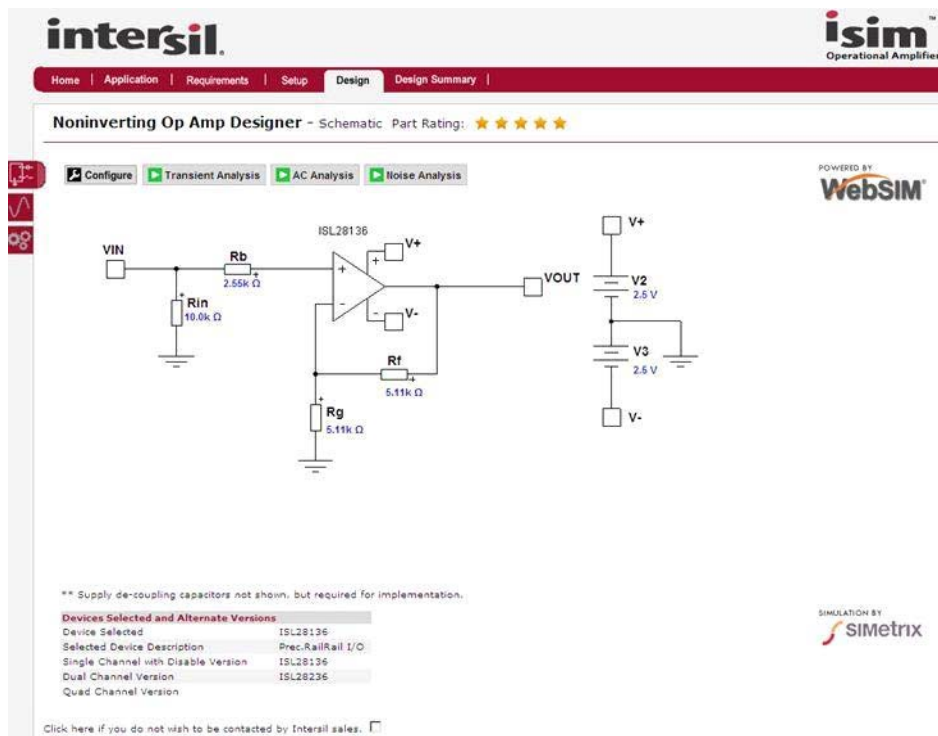 intersil.
isim™
Operational Amplifier
Home | Application | Requirements | Setup Design Design Summary |
Noninverting Op Amp Designer - Schematic Part Rating:
Configure Transient Analysis AC Analysis Noise Analysis
POWERED BY
WebSIM
ISL28136
VIN
Rb
2.55k Ω
V+
V+
VOUT
V2
2.5 V
Rin
10.0k Ω
V-
V3
2.5 V
Rf
5.11k Ω
Rg
5.11k Ω
V-
** Supply de-coupling capacitors not shown, but required for implementation.
Devices Selected and Alternate Versions
Device Selected ISL28136
Selected Device Description Prec.RailRail I/O
Single Channel with Disable Version ISL28136
Dual Channel Version ISL28236
Quad Channel Version
SIMULATION BY
SIMetrix
Click here if you do not wish to be contacted by Intersil sales.